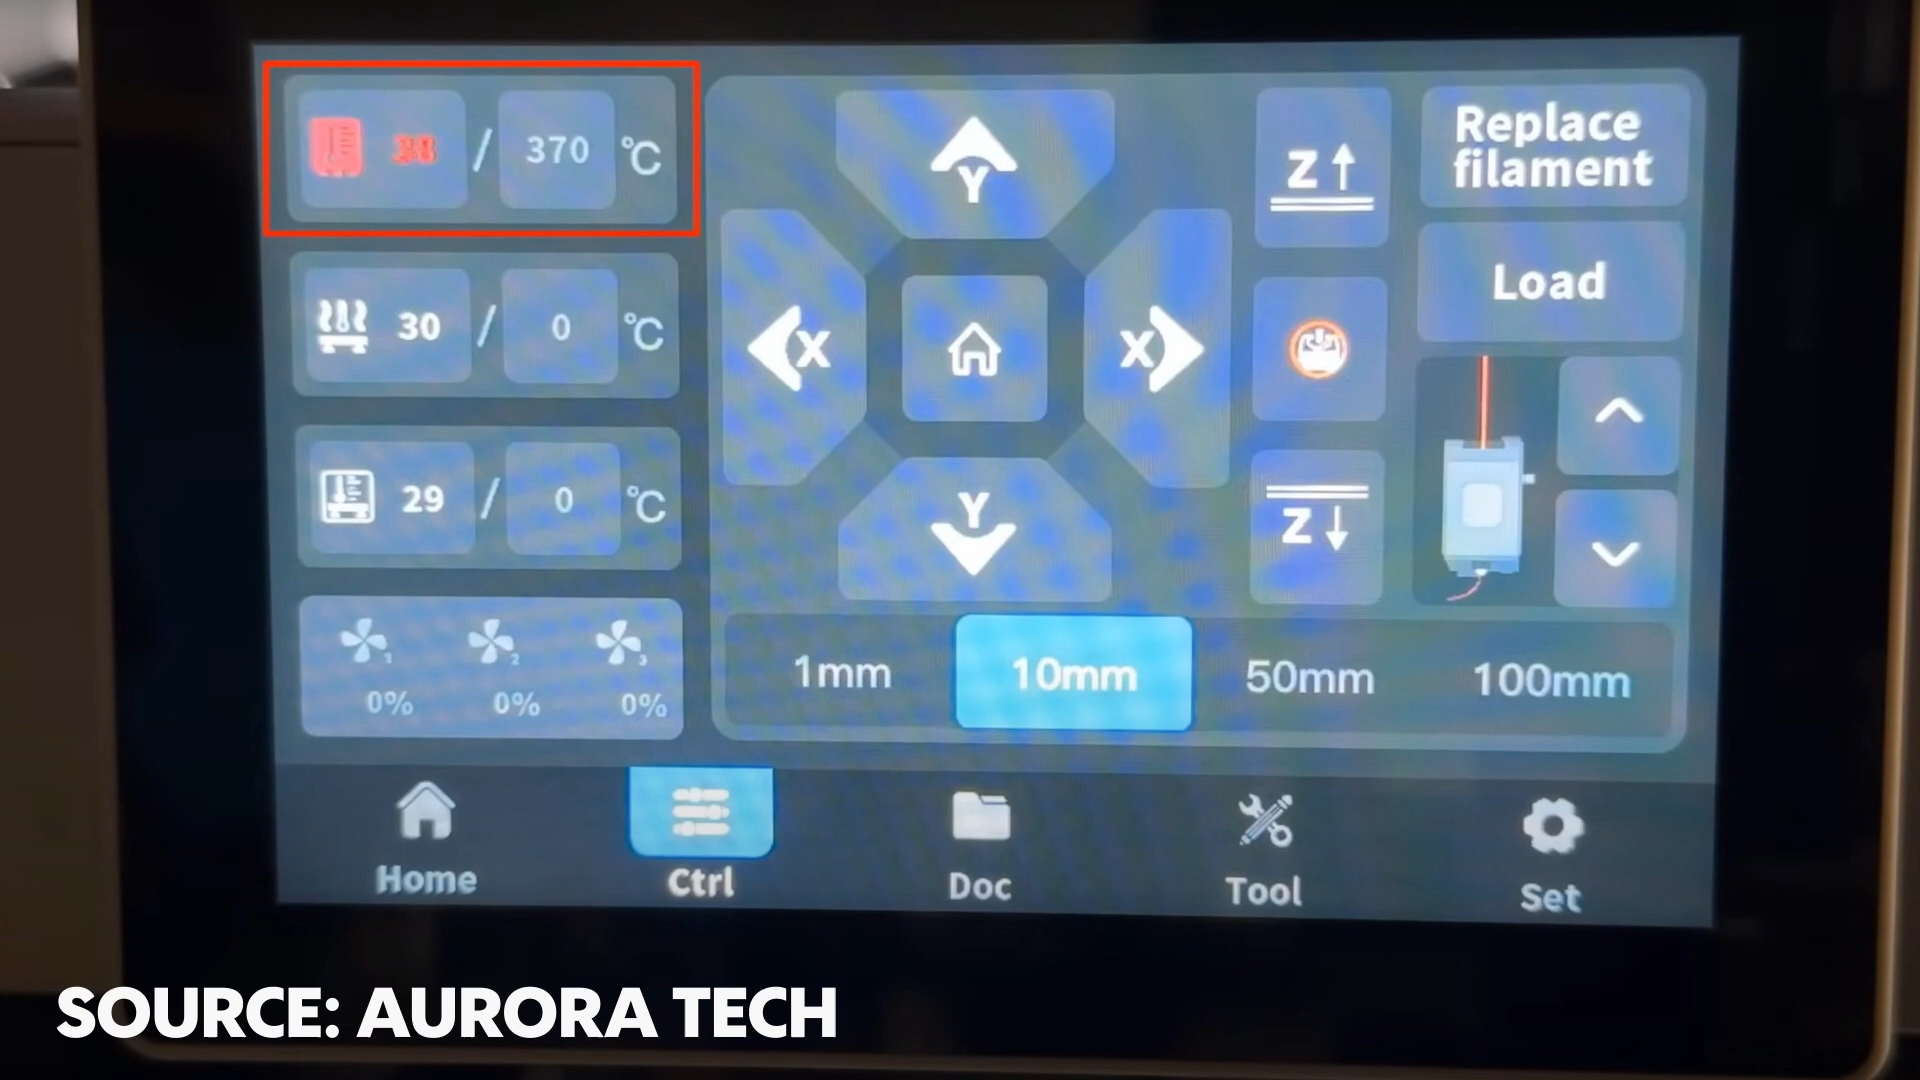 38 / 370 °C
30 / 0 °C
29 / 0 °C
1 2 3
0% 0% 0%
Y
X
X
Y
Z
Z
Replace
filament
Load
1mm 10mm 50mm 100mm
Home Ctrl Doc Tool Set
SOURCE: AURORA TECH